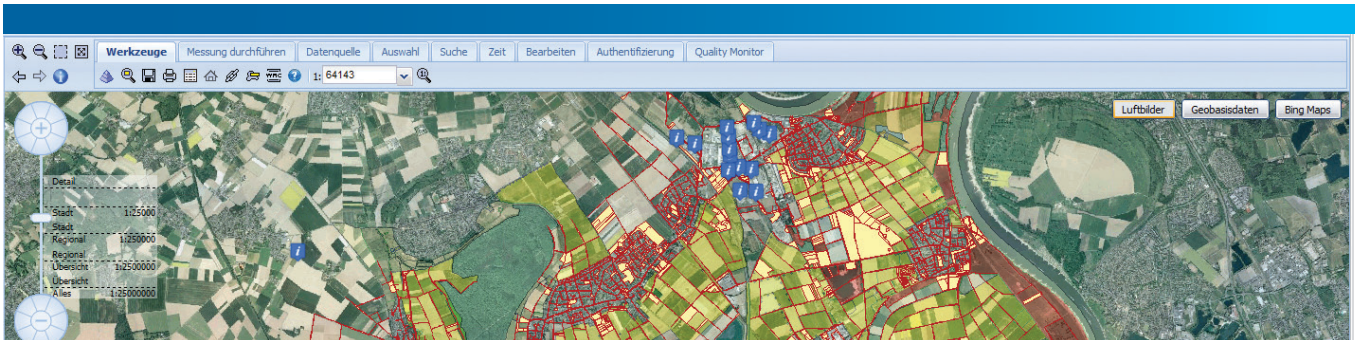 Werkzeuge Messung durchführen Datenquelle Auswahl Suche Zeit Bearbeiten Authentifizierung Quality Monitor
WMC 1: 64143
Luftbilder Geobasisdaten Bing Maps
Detail
Stadt 1:25000
Stadt
Regional 1:250000
Regional
Übersicht 1:2500000
Übersicht
Alles 1:25000000